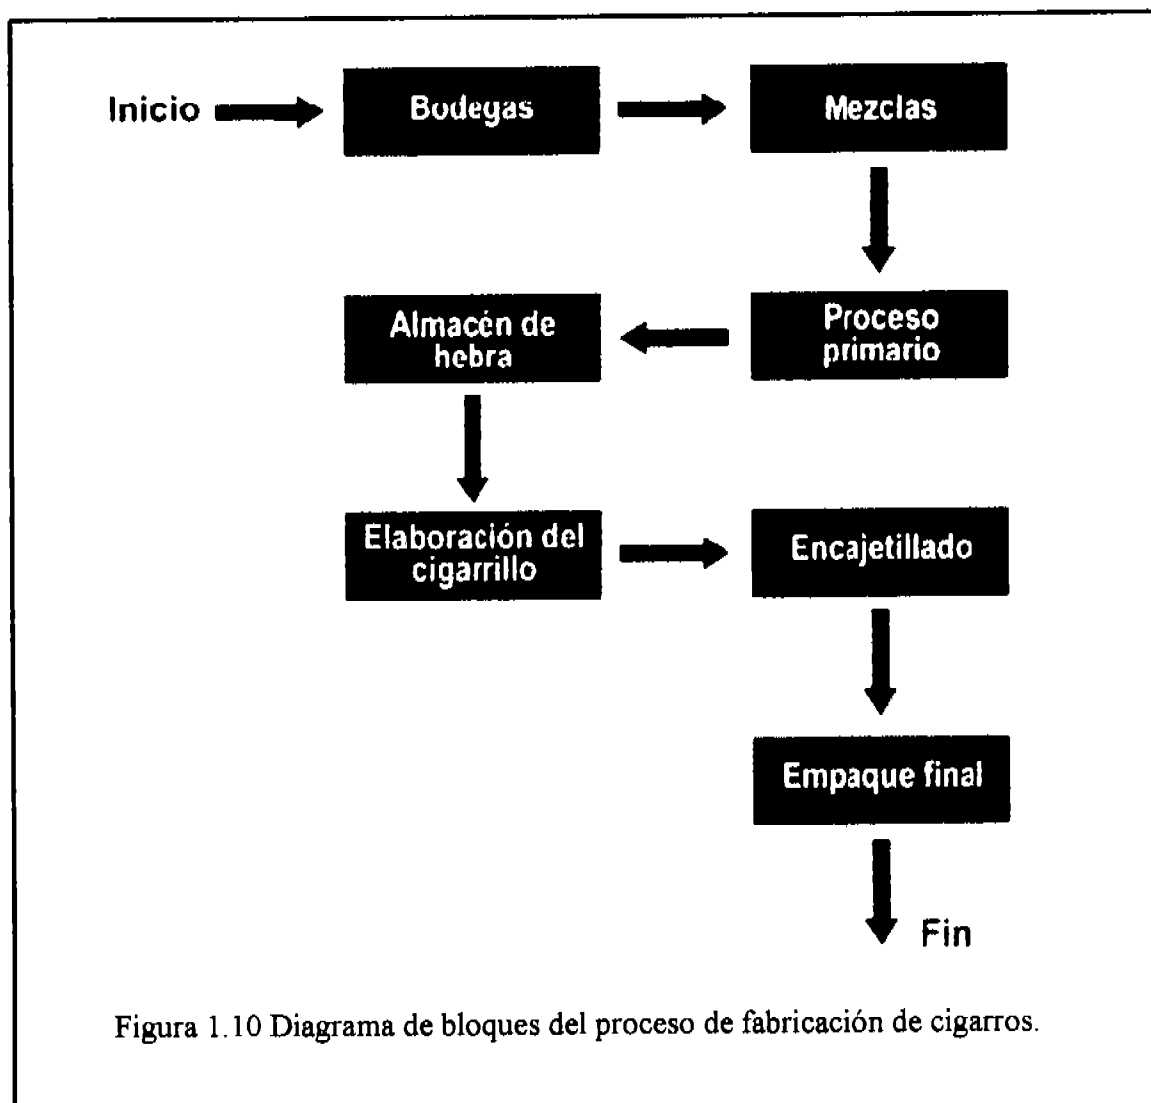 Inicio
Bodegas
Mezclas
Proceso
primario
Almacén de
hebra
Elaboración del
cigarrillo
Encajetillado
Empaque final
Fin
Figura 1.10 Diagrama de bloques del proceso de fabricación de cigarros.